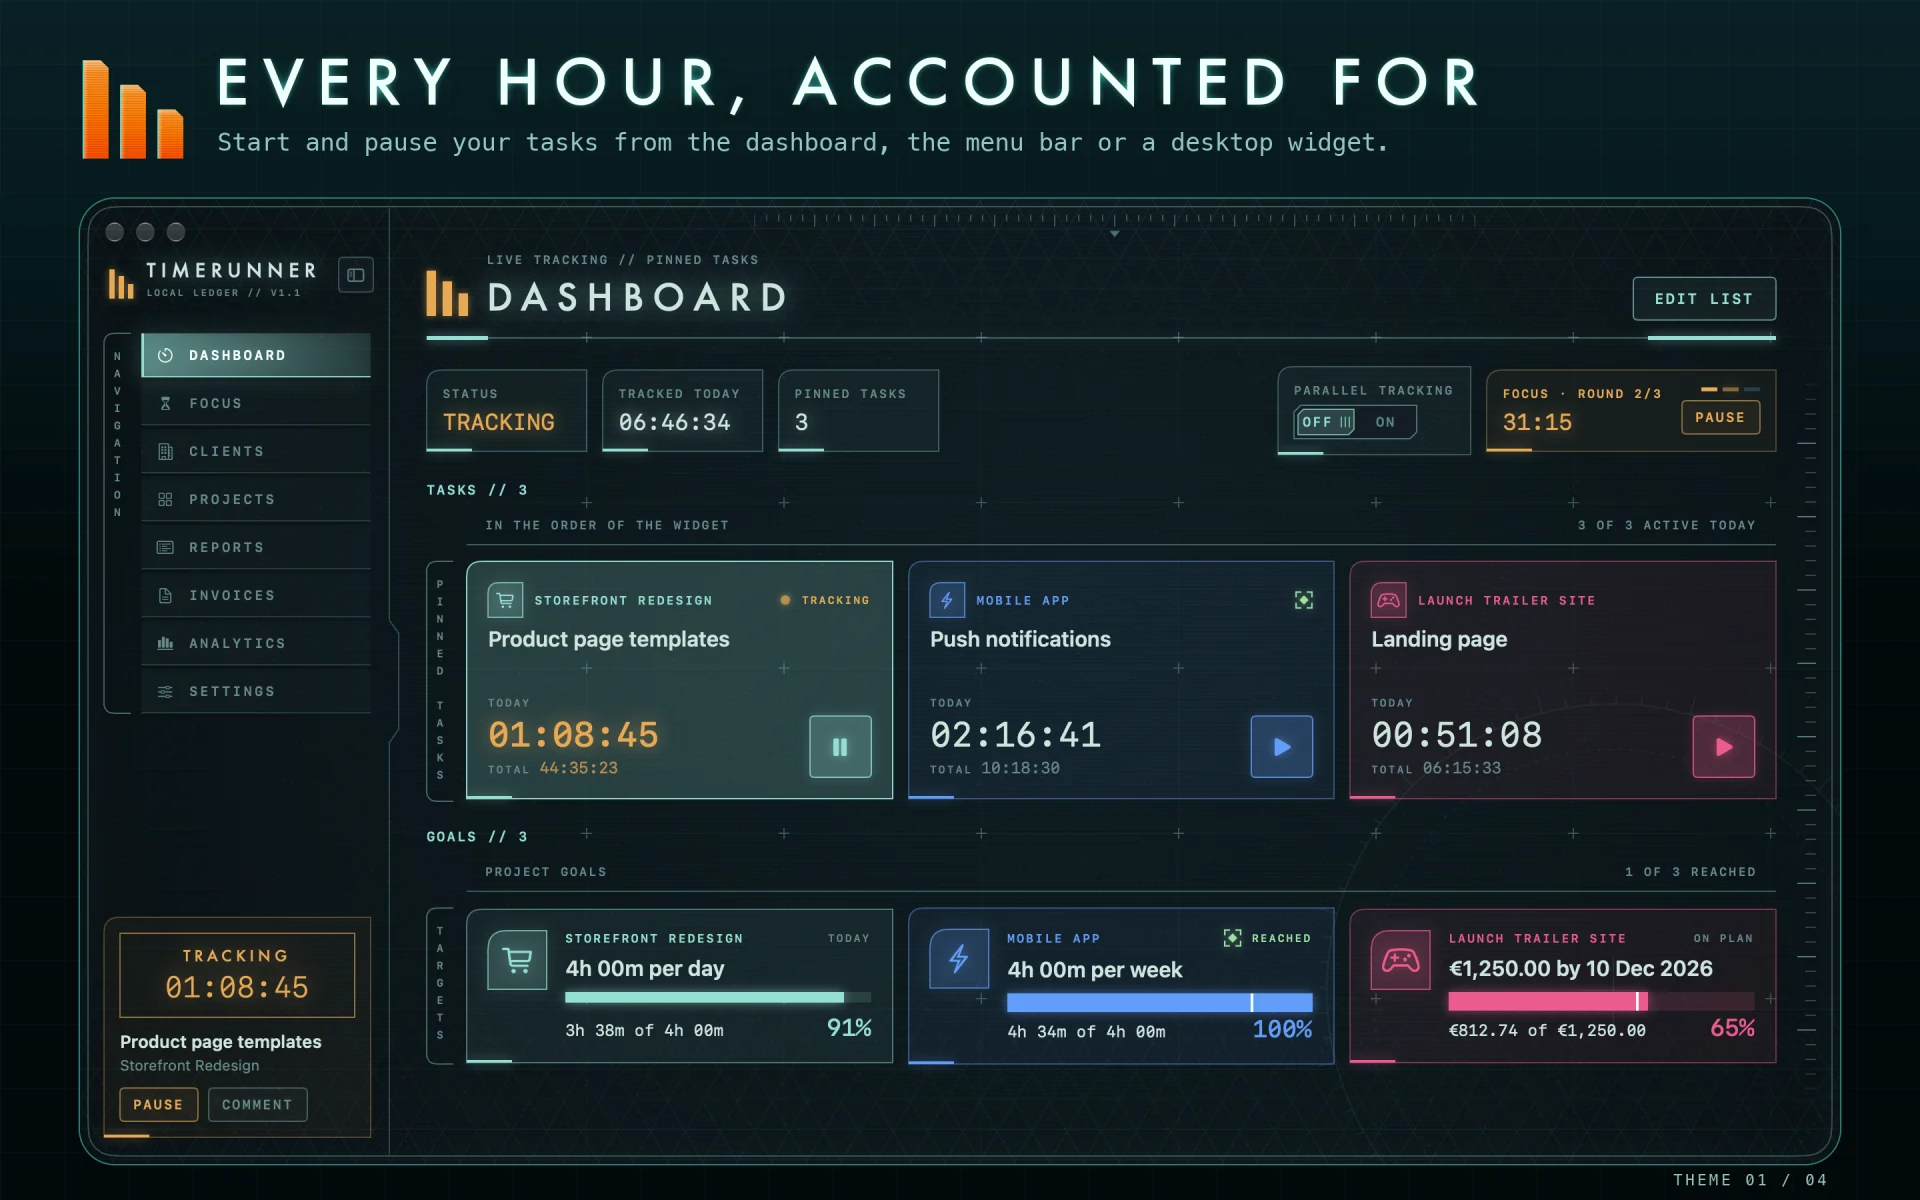 EVERY HOUR, ACCOUNTED FOR
Start and pause your tasks from the dashboard, the menu bar or a desktop widget.
TIMERUNNER
LOCAL LEDGER // V1.1
NAVIGATION
DASHBOARD
FOCUS
CLIENTS
PROJECTS
REPORTS
INVOICES
ANALYTICS
SETTINGS
TRACKING
01:08:45
Product page templates
Storefront Redesign
PAUSE
COMMENT
LIVE TRACKING // PINNED TASKS
DASHBOARD
EDIT LIST
STATUS
TRACKING
TRACKED TODAY
06:46:34
PINNED TASKS
3
PARALLEL TRACKING
OFF
ON
FOCUS · ROUND 2/3
31:15
PAUSE
TASKS // 3
IN THE ORDER OF THE WIDGET
3 OF 3 ACTIVE TODAY
PINNED TASKS
STOREFRONT REDESIGN
TRACKING
Product page templates
TODAY
01:08:45
TOTAL 44:35:23
MOBILE APP
Push notifications
TODAY
02:16:41
TOTAL 10:18:30
LAUNCH TRAILER SITE
Landing page
TODAY
00:51:08
TOTAL 06:15:33
GOALS // 3
PROJECT GOALS
1 OF 3 REACHED
TARGETS
STOREFRONT REDESIGN
TODAY
4h 00m per day
3h 38m of 4h 00m
91%
MOBILE APP
REACHED
4h 00m per week
4h 34m of 4h 00m
100%
LAUNCH TRAILER SITE
ON PLAN
€1,250.00 by 10 Dec 2026
€812.74 of €1,250.00
65%
THEME 01 / 04